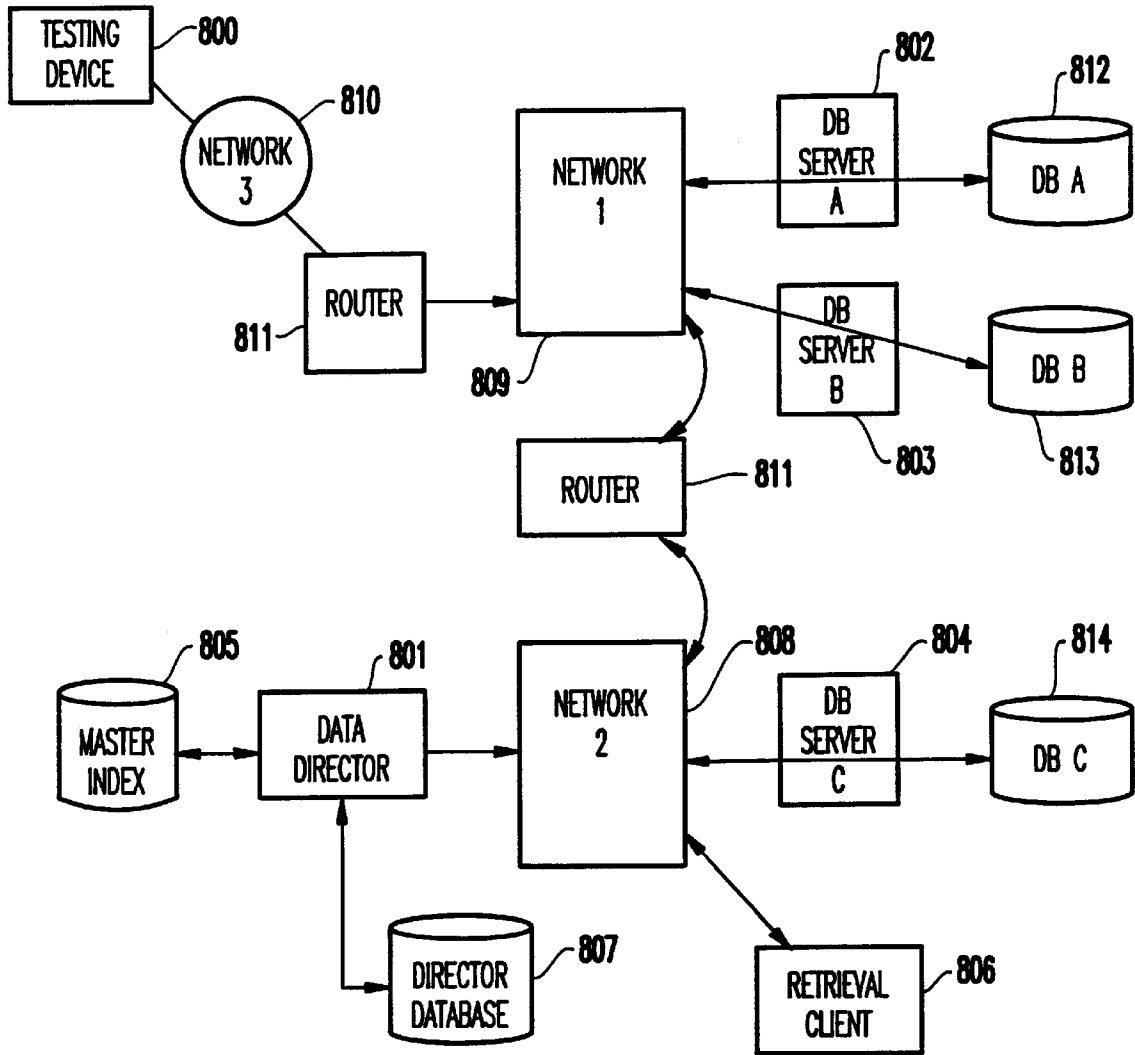 TESTING
DEVICE
800
NETWORK
3
810
ROUTER
811
NETWORK
1
809
802
DB
SERVER
A
812
DB A
DB
SERVER
B
803
DB B
813
ROUTER
811
805
MASTER
INDEX
801
DATA
DIRECTOR
NETWORK
2
808
804
DB
SERVER
C
814
DB C
DIRECTOR
DATABASE
807
RETRIEVAL
CLIENT
806